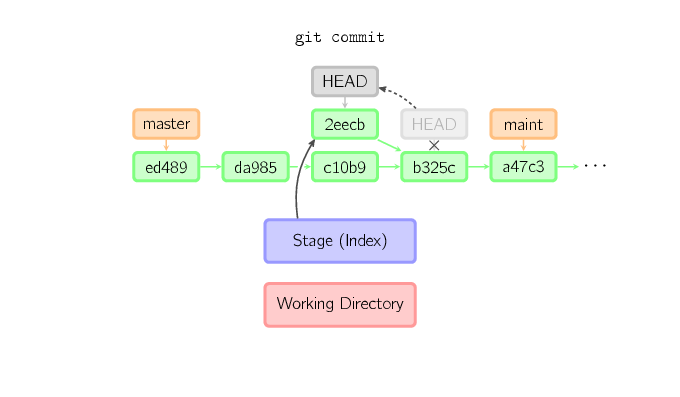 git commit
HEAD
master
2eecb
HEAD
maint
ed489
da985
c10b9
b325c
a47c3
...
Stage (Index)
Working Directory